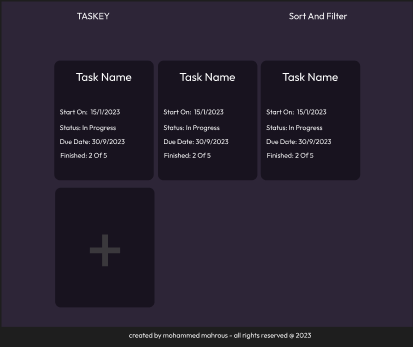 TASKEY
Sort And Filter
Task Name
Start On: 15/1/2023
Status: In Progress
Due Date: 30/9/2023
Finished: 2 Of 5
Task Name
Start On: 15/1/2023
Status: In Progress
Due Date: 30/9/2023
Finished: 2 Of 5
Task Name
Start On: 15/1/2023
Status: In Progress
Due Date: 30/9/2023
Finished: 2 Of 5
+
created by mohammed mahrous - all rights reserved @ 2023